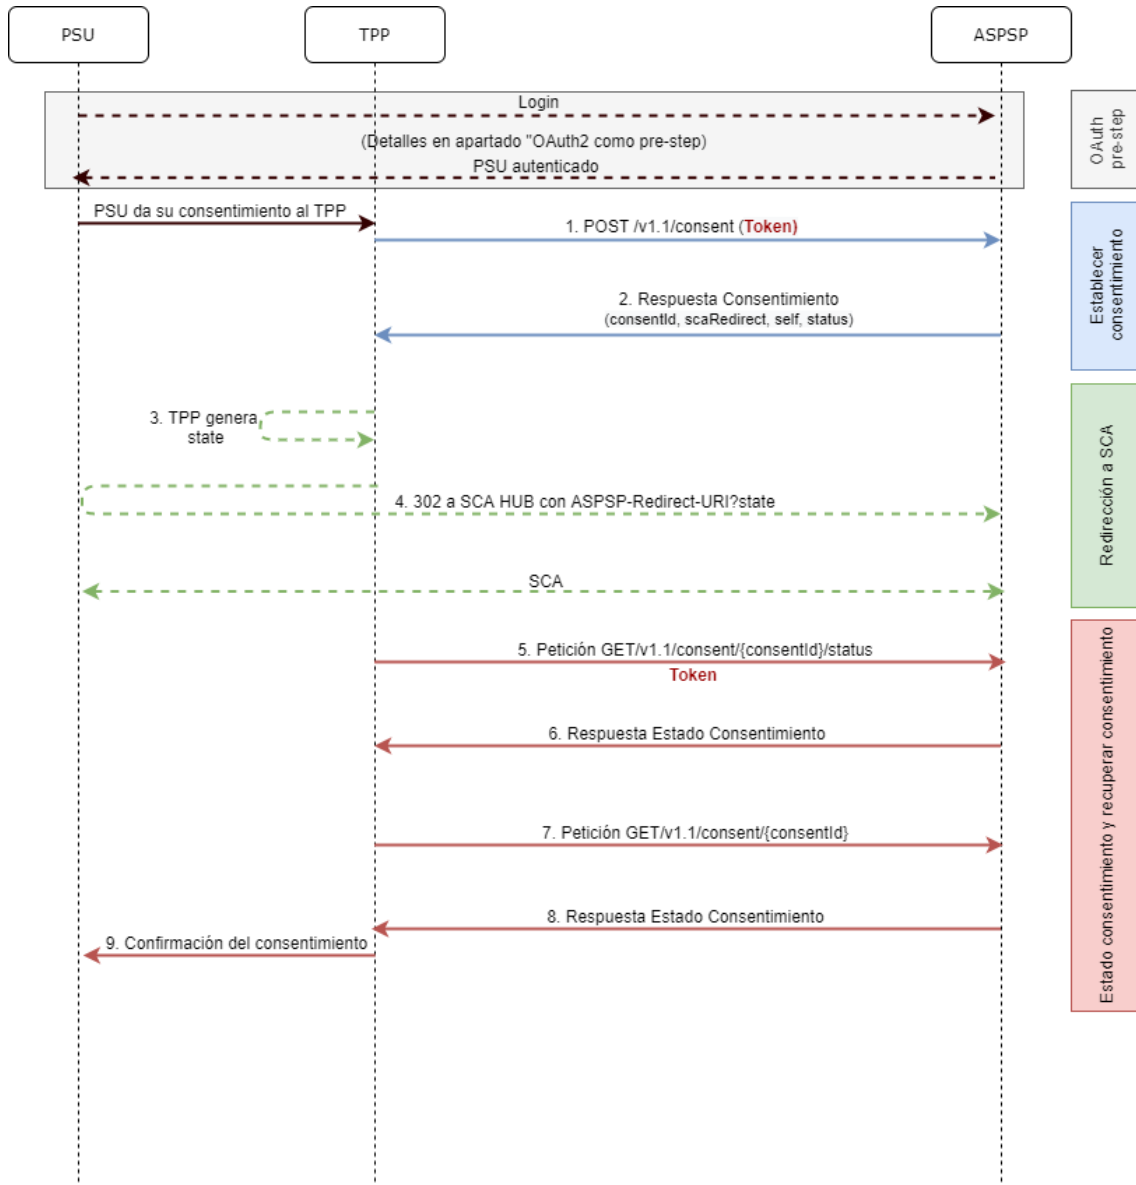 PSU
TPP
ASPSP
Login
(Detalles en apartado "OAuth2 como pre-step)
PSU autenticado
OAuth
pre-step
PSU da su consentimiento al TPP
1. POST /v1.1/consent (Token)
2. Respuesta Consentimiento
(consentId, scaRedirect, self, status)
Establecer
consentimiento
3. TPP genera
state
4. 302 a SCA HUB con ASPSP-Redirect-URI?state
SCA
Redirección a SCA
5. Petición GET/v1.1/consent/{consentId}/status
Token
6. Respuesta Estado Consentimiento
7. Petición GET/v1.1/consent/{consentId}
8. Respuesta Estado Consentimiento
9. Confirmación del consentimiento
Estado consentimiento y recuperar consentimiento